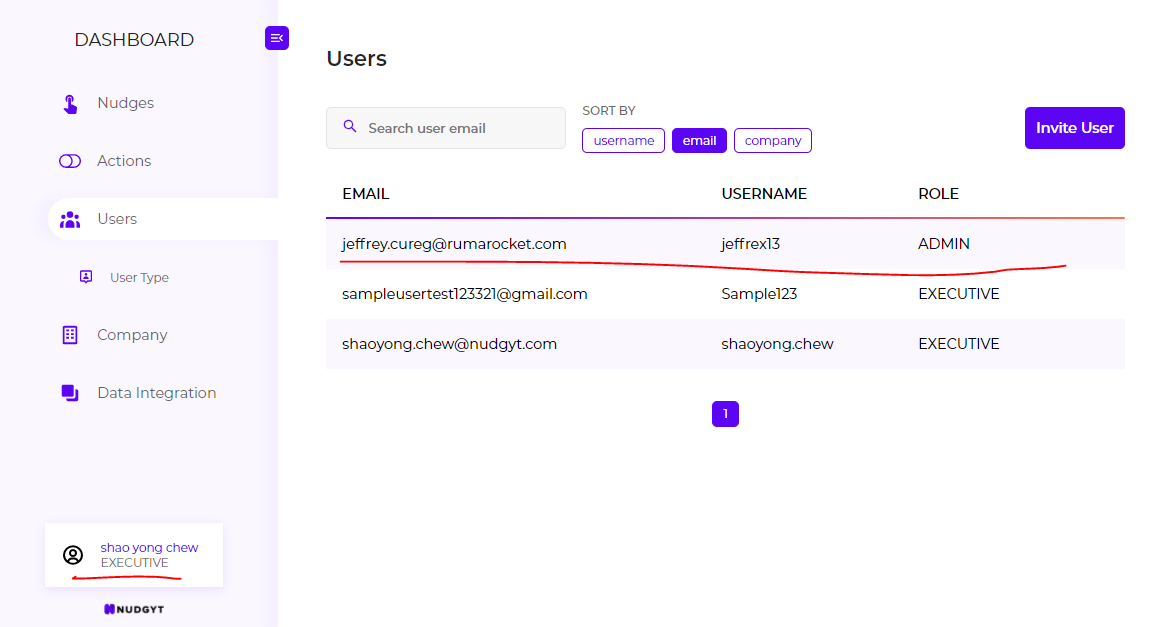 DASHBOARD
Nudges
Actions
Users
User Type
Company
Data Integration
shao yong chew
EXECUTIVE
NUDGYT
Users
Search user email
SORT BY
username email company
Invite User
EMAIL USERNAME ROLE
jeffrey.cureg@rumarocket.com jeffrex13 ADMIN
sampleusertest123321@gmail.com Sample123 EXECUTIVE
shaoyong.chew@nudgyt.com shaoyong.chew EXECUTIVE
1